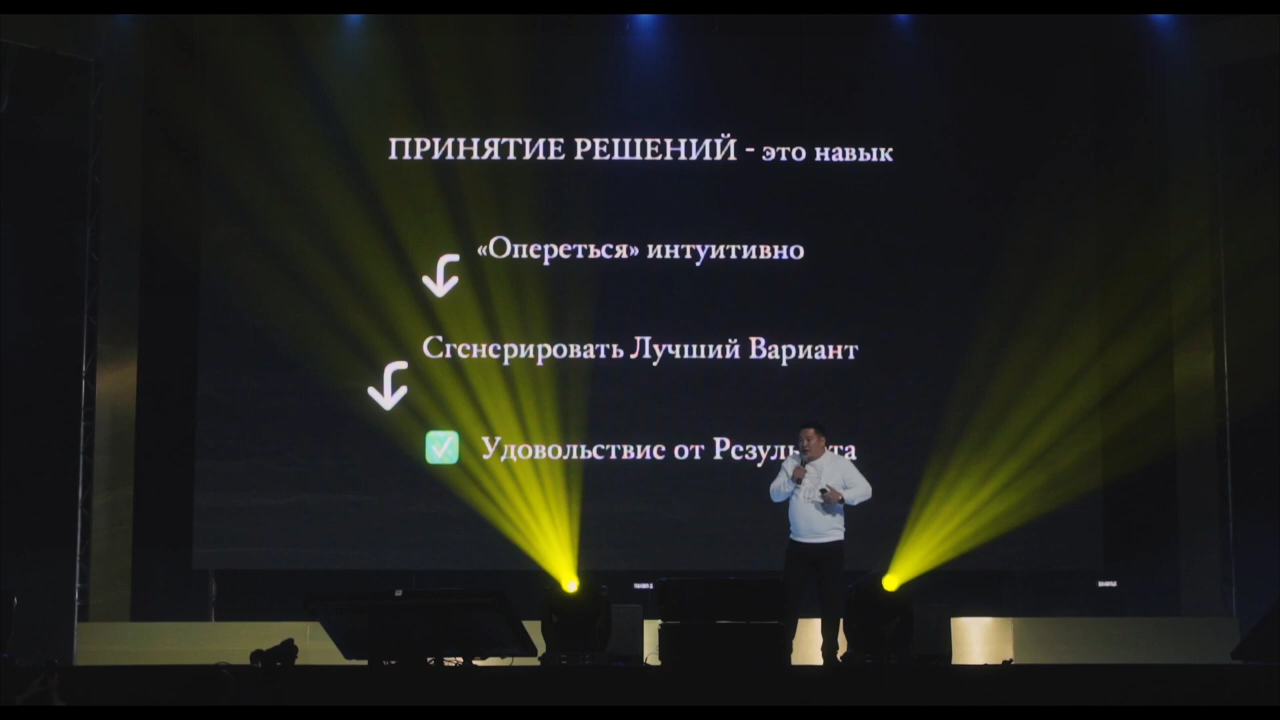 ПРИНЯТИЕ РЕШЕНИЙ - это навык
«Опереться» интуитивно
Сгенерировать Лучший Вариант
Удовольствие от